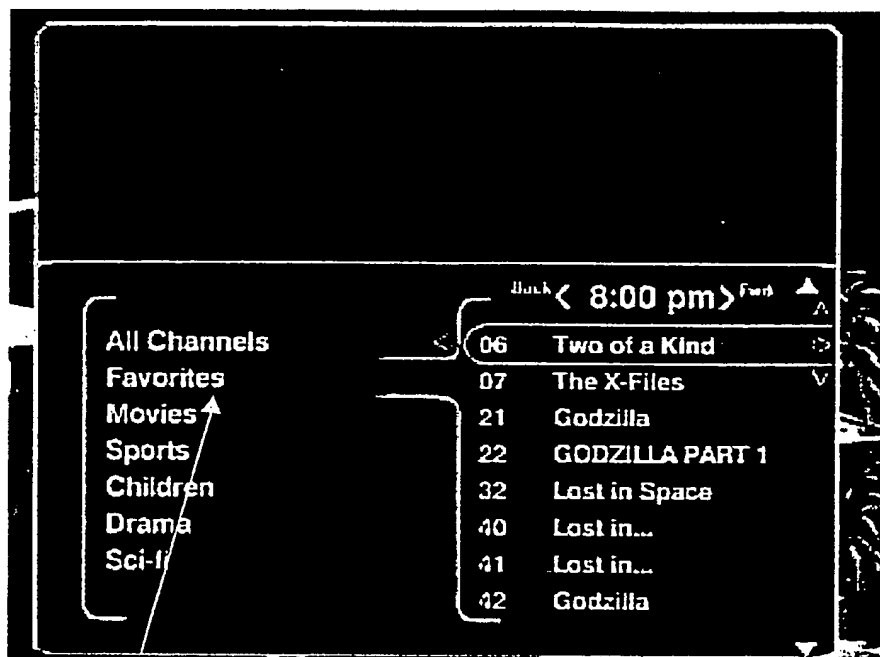 Back < 8:00 pm > Fwd
All Channels
Favorites
Movies
Sports
Children
Drama
Sci-fi
06 Two of a Kind
07 The X-Files
21 Godzilla
22 GODZILLA PART 1
32 Lost in Space
40 Lost in...
41 Lost in...
42 Godzilla